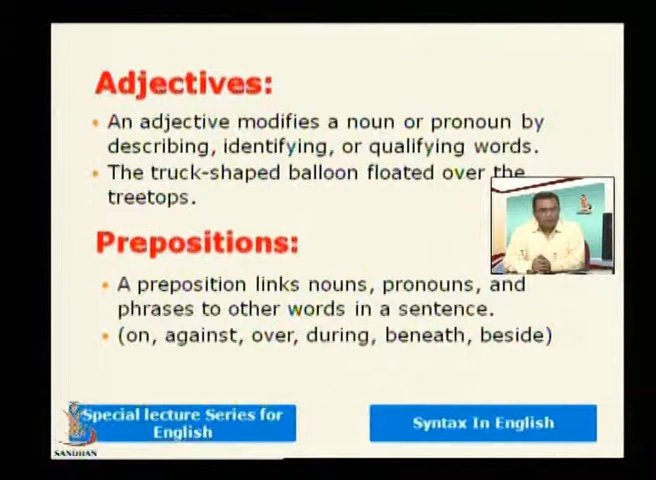 Adjectives:
• An adjective modifies a noun or pronoun by
describing, identifying, or qualifying words.
• The truck-shaped balloon floated over the
treetops.
Prepositions:
• A preposition links nouns, pronouns, and
phrases to other words in a sentence.
• (on, against, over, during, beneath, beside)
Special lecture Series for
English
Syntax In English
SANDHAN